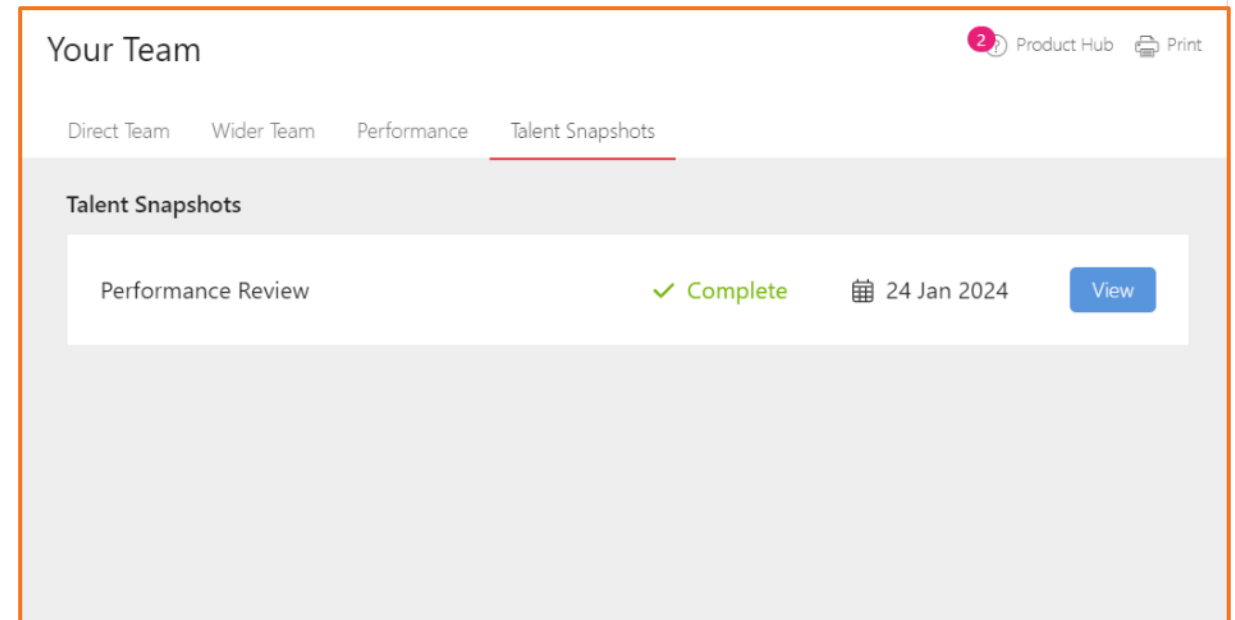 Your Team
2 ? Product Hub Print
Direct Team Wider Team Performance Talent Snapshots
Talent Snapshots
Performance Review Complete 24 Jan 2024 View